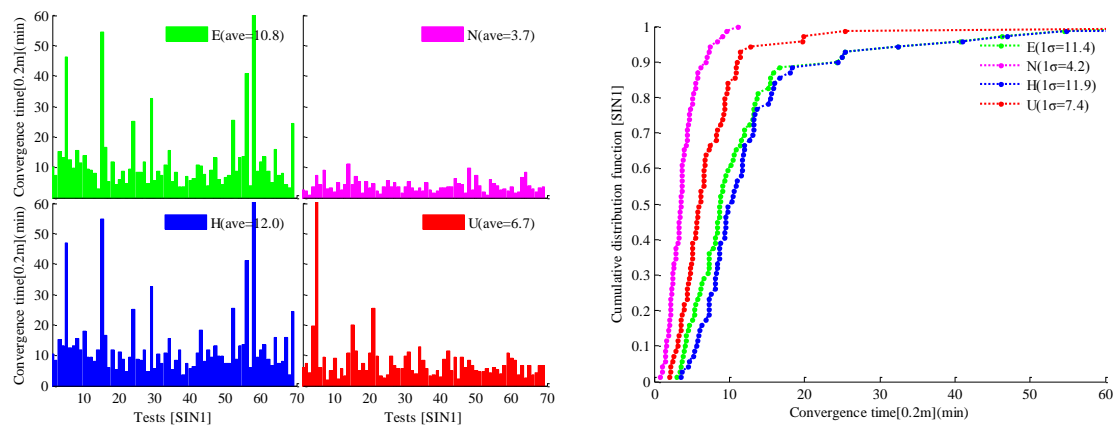 Convergence time[0.2m](min)
60
50
40
30
20
10
E(ave=10.8)
N(ave=3.7)
Convergence time[0.2m](min)
60
50
40
30
20
10
0
H(ave=12.0)
U(ave=6.7)
10 20 30 40 50 60 70
10 20 30 40 50 60 70
Tests [SIN1]
Tests [SIN1]
Cumulative distribution function [SIN1]
1
0.9
0.8
0.7
0.6
0.5
0.4
0.3
0.2
0.1
0
E(1σ=11.4)
N(1σ=4.2)
H(1σ=11.9)
U(1σ=7.4)
0 10 20 30 40 50 60
Convergence time[0.2m](min)